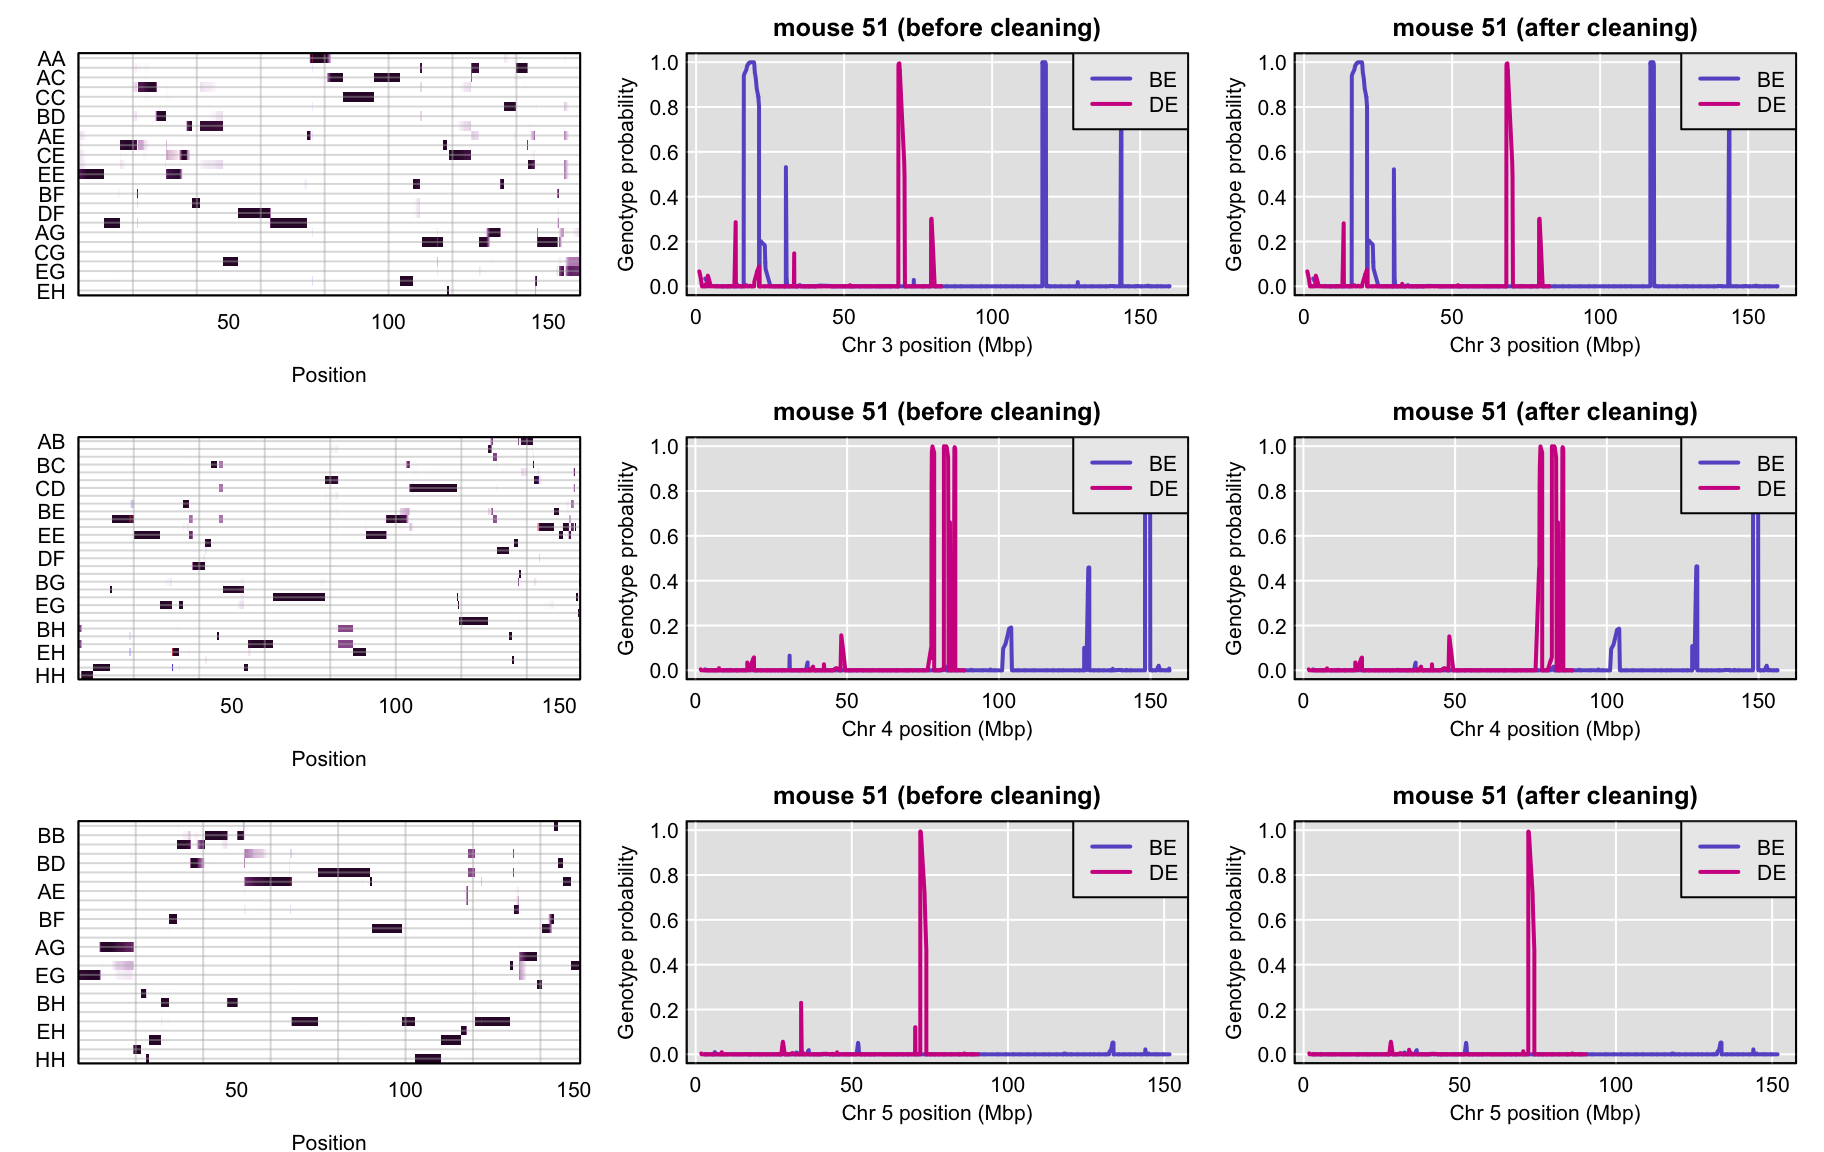 AA
AC
CC
BD
AE
CE
EE
BF
DF
AG
CG
EG
EH
50 100 150
Position
mouse 51 (before cleaning)
Genotype probability
1.0
0.8
0.6
0.4
0.2
0.0
BE
DE
0 50 100 150
Chr 3 position (Mbp)
mouse 51 (after cleaning)
Genotype probability
1.0
0.8
0.6
0.4
0.2
0.0
BE
DE
0 50 100 150
Chr 3 position (Mbp)
AB
BC
CD
BE
EE
DF
BG
EG
BH
EH
HH
50 100 150
Position
mouse 51 (before cleaning)
Genotype probability
1.0
0.8
0.6
0.4
0.2
0.0
BE
DE
0 50 100 150
Chr 4 position (Mbp)
mouse 51 (after cleaning)
Genotype probability
1.0
0.8
0.6
0.4
0.2
0.0
BE
DE
0 50 100 150
Chr 4 position (Mbp)
BB
BD
AE
BF
AG
EG
BH
EH
HH
50 100 150
Position
mouse 51 (before cleaning)
Genotype probability
1.0
0.8
0.6
0.4
0.2
0.0
BE
DE
0 50 100 150
Chr 5 position (Mbp)
mouse 51 (after cleaning)
Genotype probability
1.0
0.8
0.6
0.4
0.2
0.0
BE
DE
0 50 100 150
Chr 5 position (Mbp)